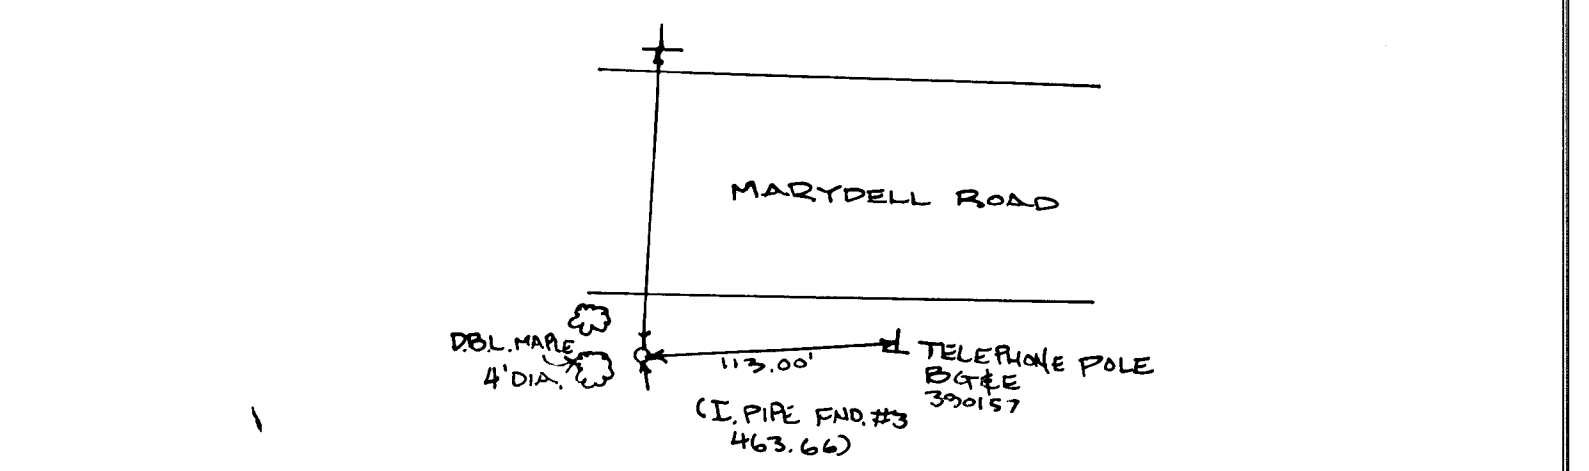 MARYDELL ROAD
D.B.L. MAPLE
4' DIA.
113.00'
TELEPHONE POLE
BG&E
390157
(I. PIPE FND. #3
463.66)